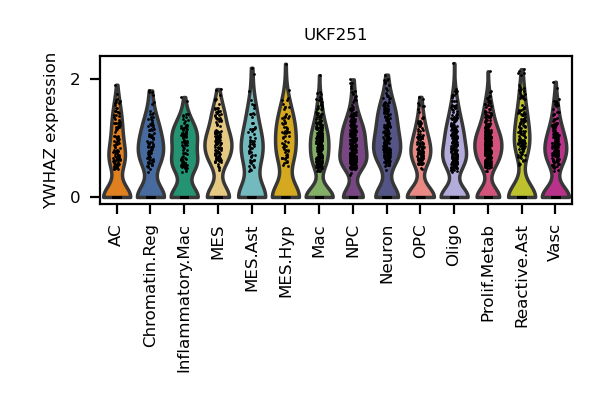 UKF251
YWHAZ expression
2
0
AC
Chromatin.Reg
Inflammatory.Mac
MES
MES.Ast
MES.Hyp
Mac
NPC
Neuron
OPC
Oligo
Prolif.Metab
Reactive.Ast
Vasc